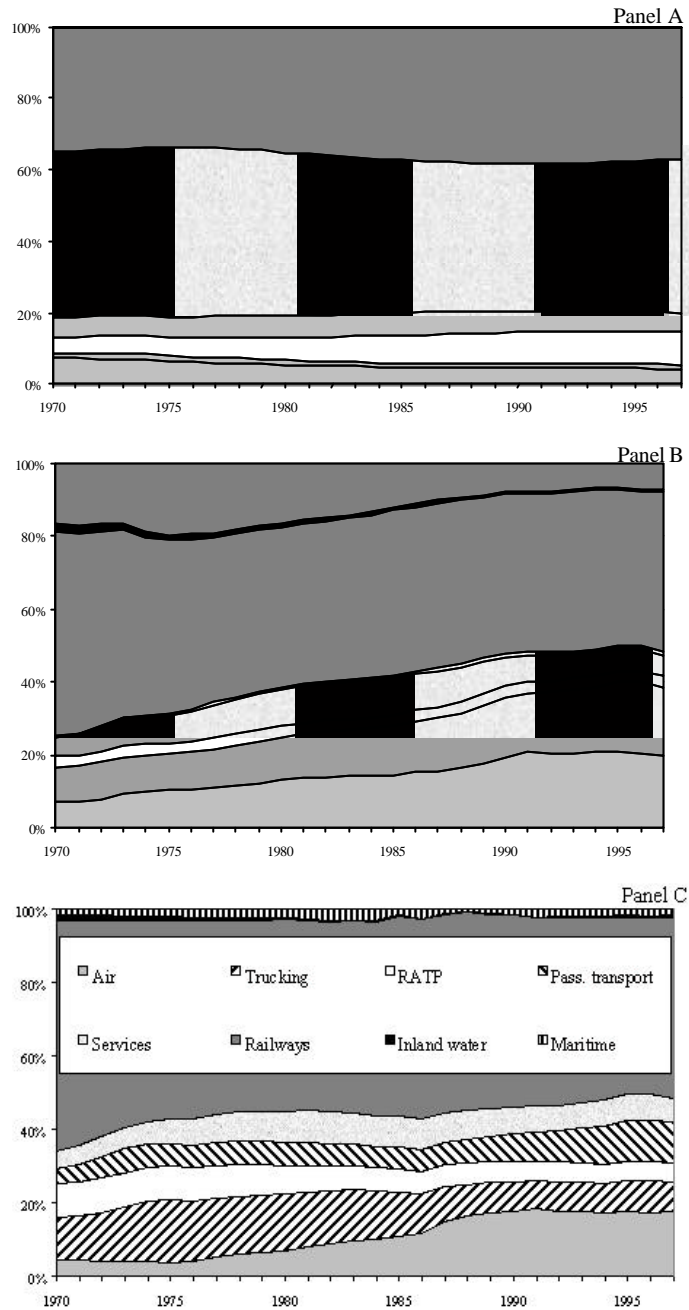 Panel A
100%
80%
60%
40%
20%
0%
1970 1975 1980 1985 1990 1995
Panel B
100%
80%
60%
40%
20%
0%
1970 1975 1980 1985 1990 1995
Panel C
100%
80%
60%
40%
20%
0%
Air Trucking RATP Pass. transport
Services Railways Inland water Maritime
1970 1975 1980 1985 1990 1995